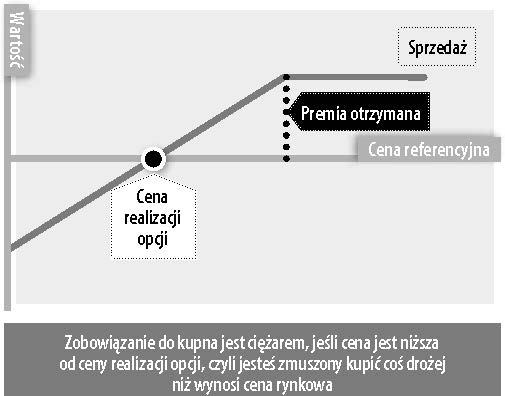 Wartość
Sprzedaż
Premia otrzymana
Cena referencyjna
Cena
realizacji
opcji
Zobowiązanie do kupna jest ciężarem, jeśli cena jest niższa
od ceny realizacji opcji, czyli jesteś zmuszony kupić coś drożej
niż wynosi cena rynkowa